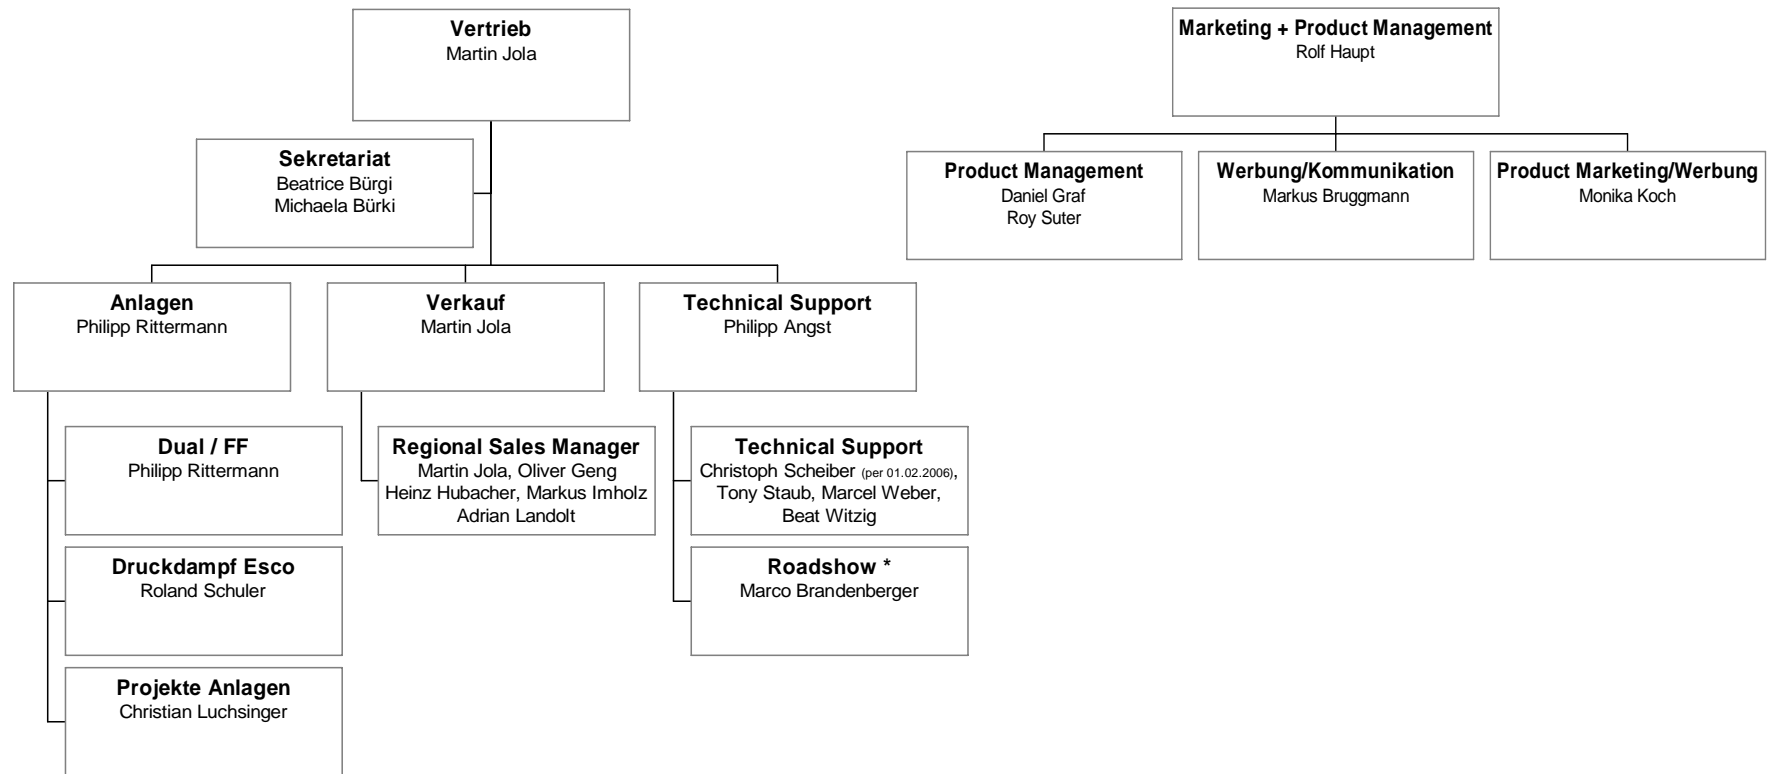 Vertrieb
Martin Jola
Sekretariat
Beatrice Bürgi
Michaela Bürki
Anlagen
Philipp Rittermann
Dual / FF
Philipp Rittermann
Druckdampf Esco
Roland Schuler
Projekte Anlagen
Christian Luchsinger
Verkauf
Martin Jola
Regional Sales Manager
Martin Jola, Oliver Geng
Heinz Hubacher, Markus Imholz
Adrian Landolt
Technical Support
Philipp Angst
Technical Support
Christoph Scheiber (per 01.02.2006),
Tony Staub, Marcel Weber,
Beat Witzig
Roadshow *
Marco Brandenberger
Marketing + Product Management
Rolf Haupt
Product Management
Daniel Graf
Roy Suter
Werbung/Kommunikation
Markus Bruggmann
Product Marketing/Werbung
Monika Koch